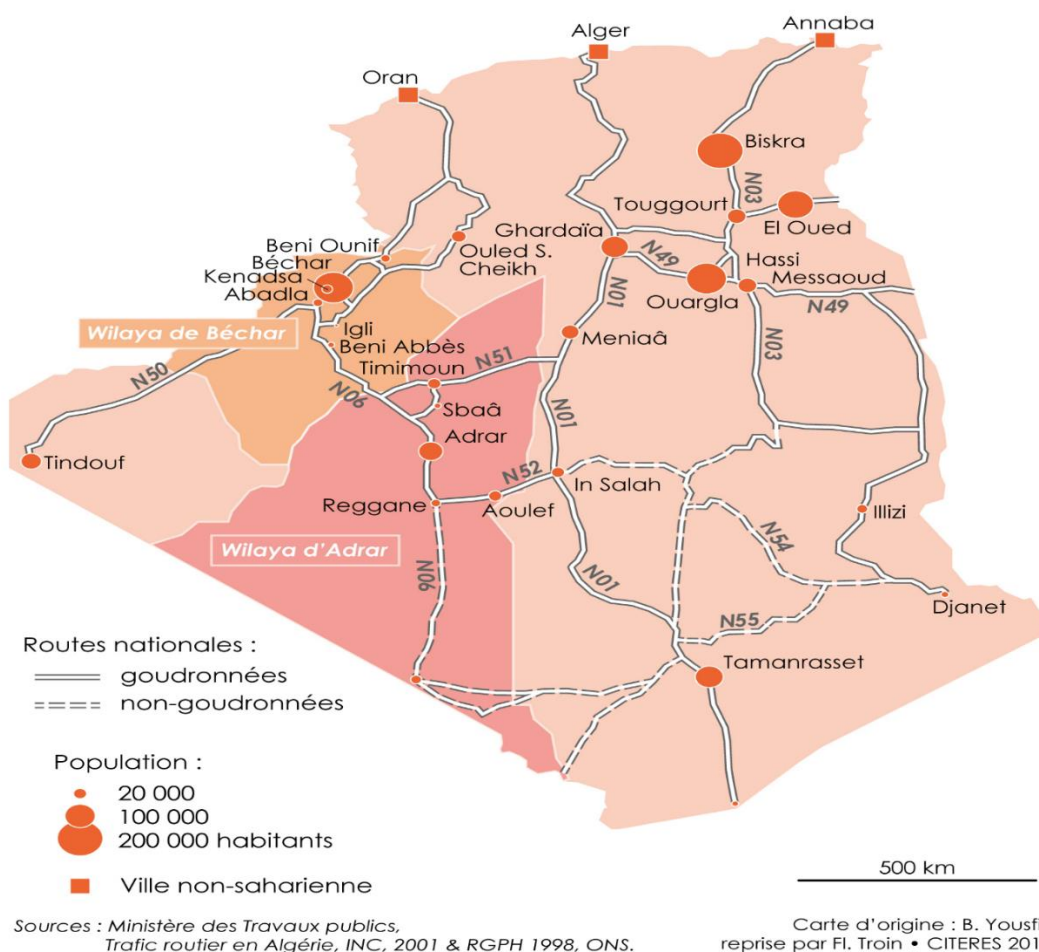 Annaba
Alger
Oran
Biskra
N03
Touggourt
El Oued
Ghardaïa
Beni Ounif
Ouled S.
Cheikh
N49
Hassi
Messaoud
Béchar
Kenadsa
Abadla
Ouargla
N49
N01
Wilaya de Béchar
Igli
Beni Abbès
Meniaâ
N03
Timimoun
N51
N50
N06
Sbaâ
N01
Adrar
Tindouf
N52
In Salah
Reggane
Aoulef
Illizi
Wilaya d'Adrar
N54
N06
N01
Djanet
N55
Tamanrasset
Routes nationales :
goudronnées
non-goudronnées
Population :
20 000
100 000
200 000 habitants
Ville non-saharienne
500 km
Sources : Ministère des Travaux publics,
Trafic routier en Algérie, INC, 2001 & RGPH 1998, ONS.
Carte d'origine : B. Yousfi
reprise par Fl. Troin • CITERES 201